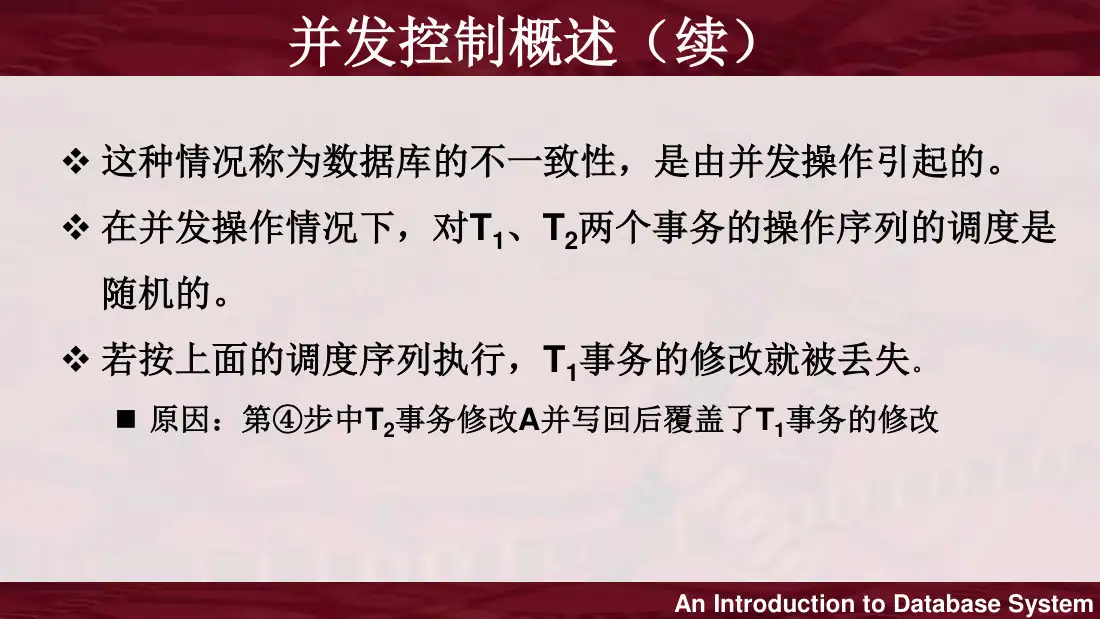 并发控制概述（续）
❖ 这种情况称为数据库的不一致性，是由并发操作引起的。
❖ 在并发操作情况下，对T₁、T₂两个事务的操作序列的调度是
随机的。
❖ 若按上面的调度序列执行，T₁事务的修改就被丢失。
■ 原因：第④步中T₂事务修改A并写回后覆盖了T₁事务的修改
An Introduction to Database System